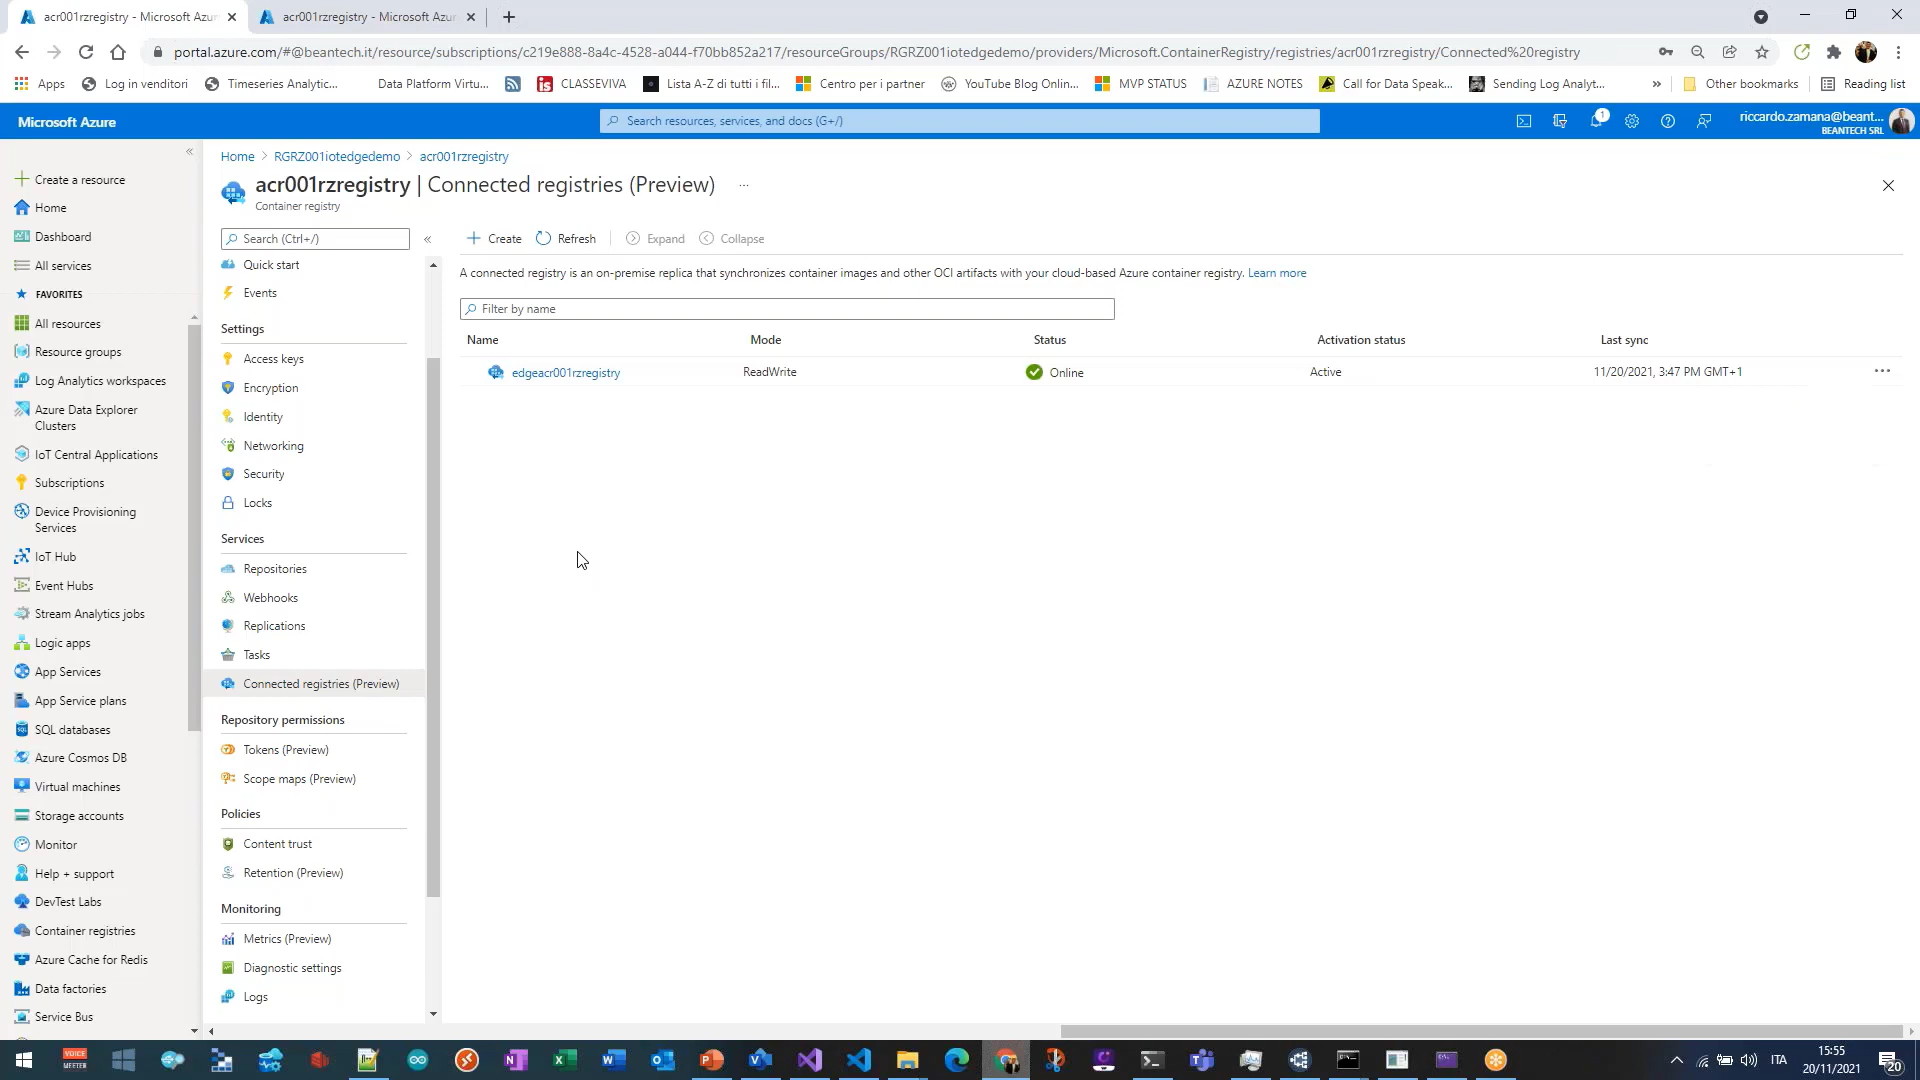 acr001rzregistry - Microsoft Azu
acr001rzregistry - Microsoft Azur
portal.azure.com/#@beantech.it/resource/subscriptions/c219e888-8a4c-4528-a044-f70bb852a217/resourceGroups/RGRZ001iotedgedemo/providers/Microsoft.ContainerRegistry/registries/acr001rzregistry/Connected%20registry
Apps
Log in venditori
Timeseries Analytic...
Data Platform Virtu...
CLASSEVIVA
Lista A-Z di tutti i fil...
Centro per i partner
YouTube Blog Onlin...
MVP STATUS
AZURE NOTES
Call for Data Speak...
Sending Log Analyt...
»
Other bookmarks
Reading list
Microsoft Azure
Search resources, services, and docs (G+/)
1
riccardo.zamana@beant...
BEANTECH SRL
Create a resource
Home
Dashboard
All services
FAVORITES
All resources
Resource groups
Log Analytics workspaces
Azure Data Explorer
Clusters
IoT Central Applications
Subscriptions
Device Provisioning
Services
IoT Hub
Event Hubs
Stream Analytics jobs
Logic apps
App Services
App Service plans
SQL databases
Azure Cosmos DB
Virtual machines
Storage accounts
Monitor
Help + support
DevTest Labs
Container registries
Azure Cache for Redis
Data factories
Service Bus
Home > RGRZ001iotedgedemo > acr001rzregistry
acr001rzregistry | Connected registries (Preview) ...
Container registry
Search (Ctrl+/)
Quick start
Events
Settings
Access keys
Encryption
Identity
Networking
Security
Locks
Services
Repositories
Webhooks
Replications
Tasks
Connected registries (Preview)
Repository permissions
Tokens (Preview)
Scope maps (Preview)
Policies
Content trust
Retention (Preview)
Monitoring
Metrics (Preview)
Diagnostic settings
Logs
Create
Refresh
Expand
Collapse
A connected registry is an on-premise replica that synchronizes container images and other OCI artifacts with your cloud-based Azure container registry. Learn more
Filter by name
Name Mode Status Activation status Last sync
edgeacr001rzregistry ReadWrite Online Active 11/20/2021, 3:47 PM GMT+1 ...
VOICE
MEETER
ITA
15:55
20/11/2021
20